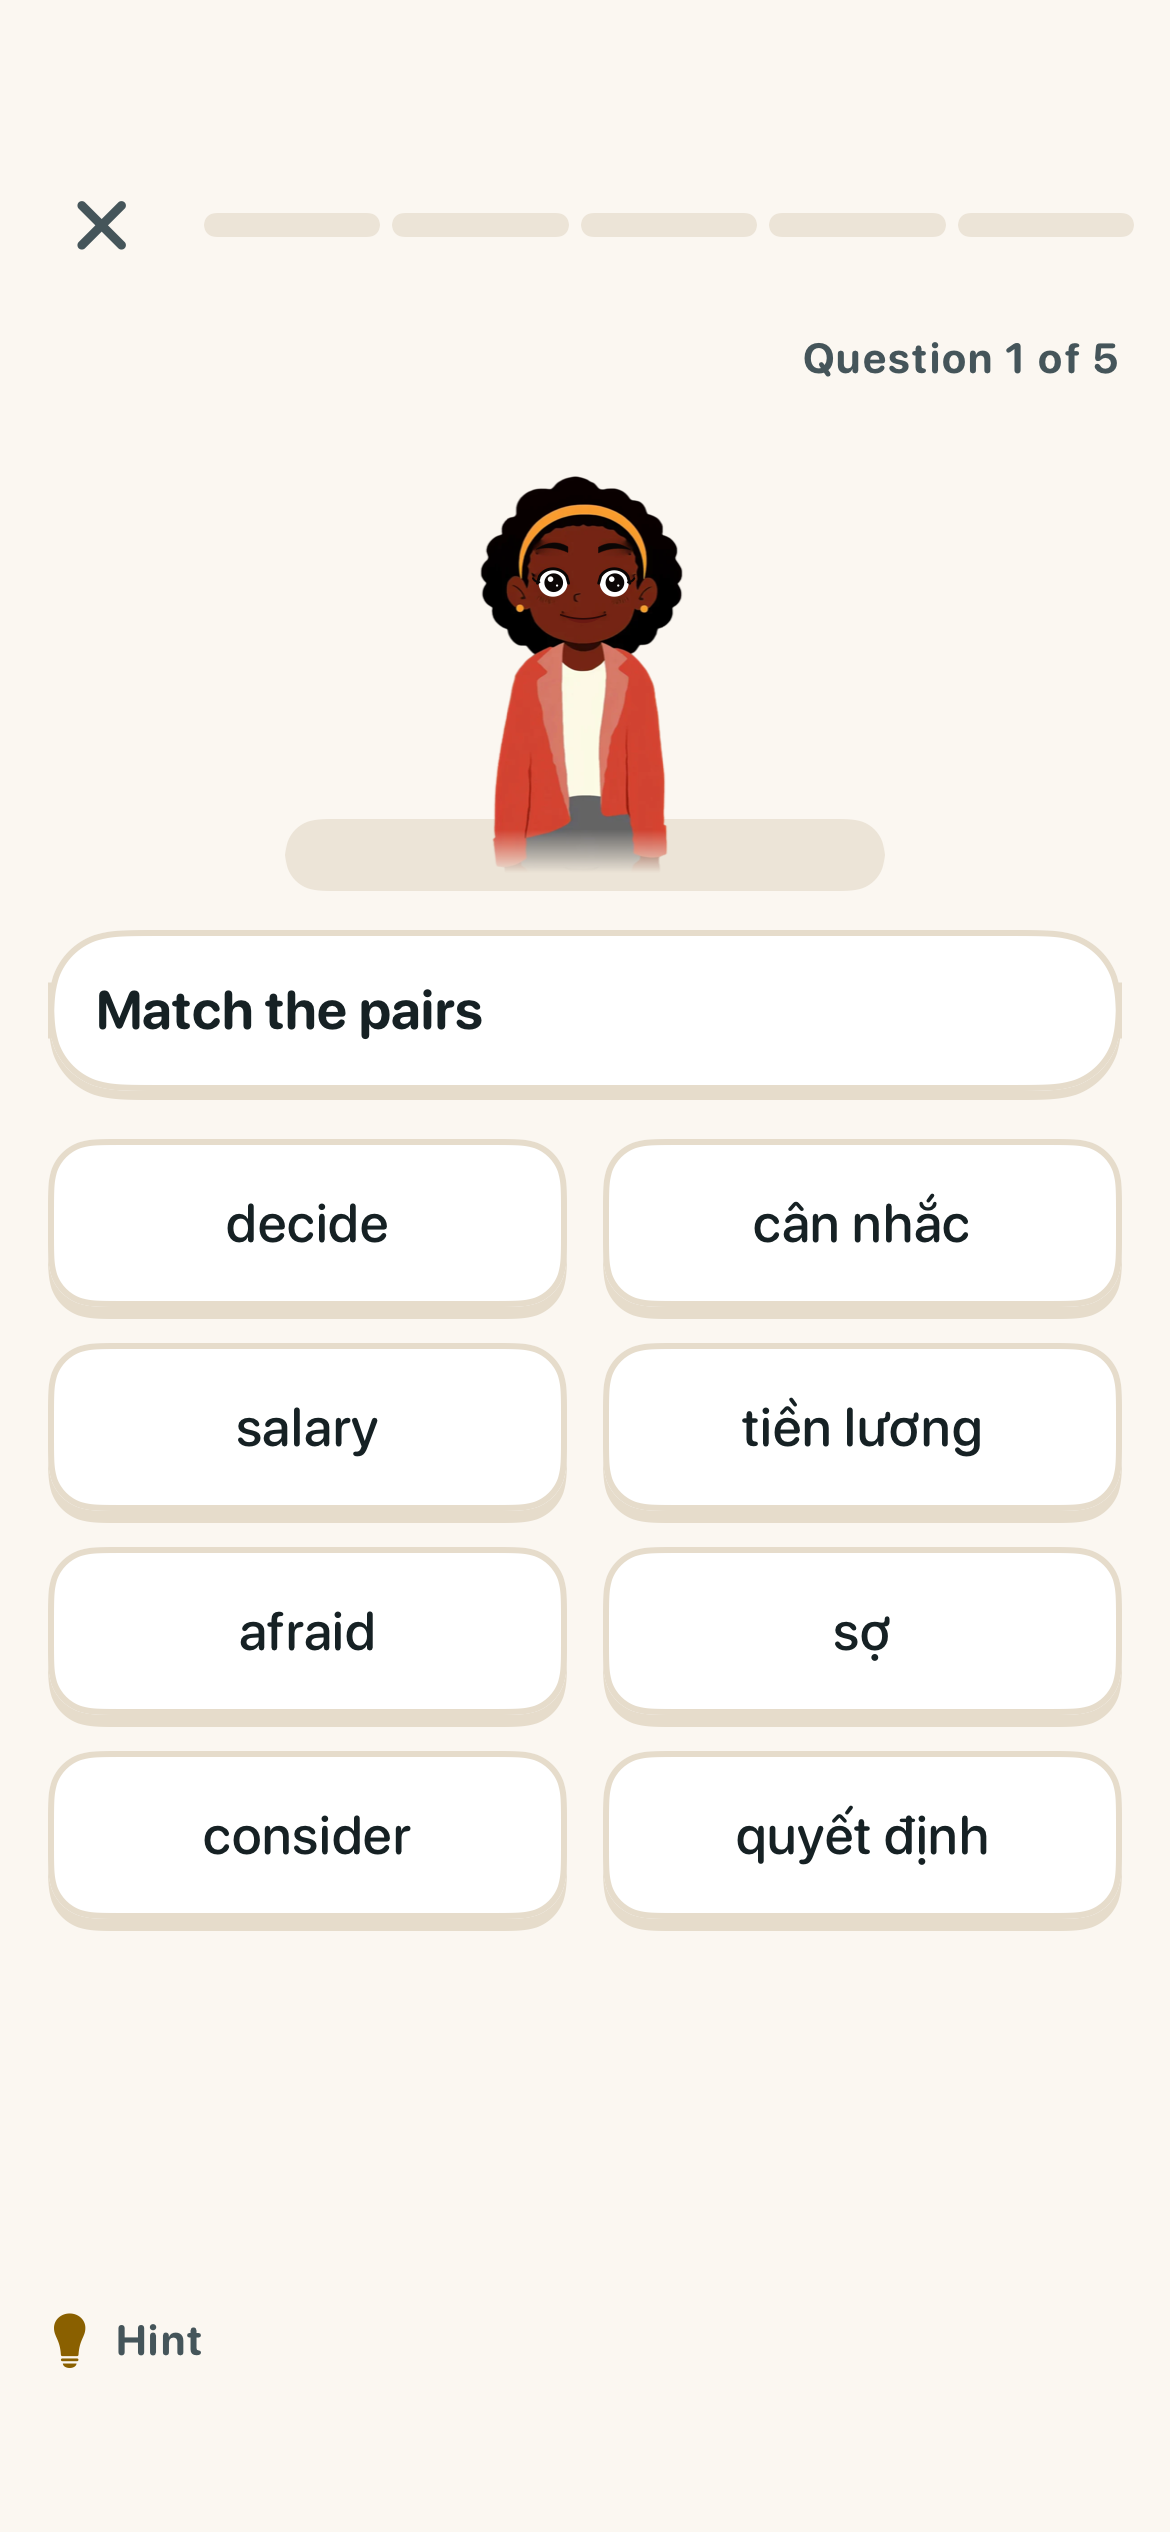 Question 1 of 5
Match the pairs
decide
cân nhắc
salary
tiền lương
afraid
sợ
consider
quyết định
Hint